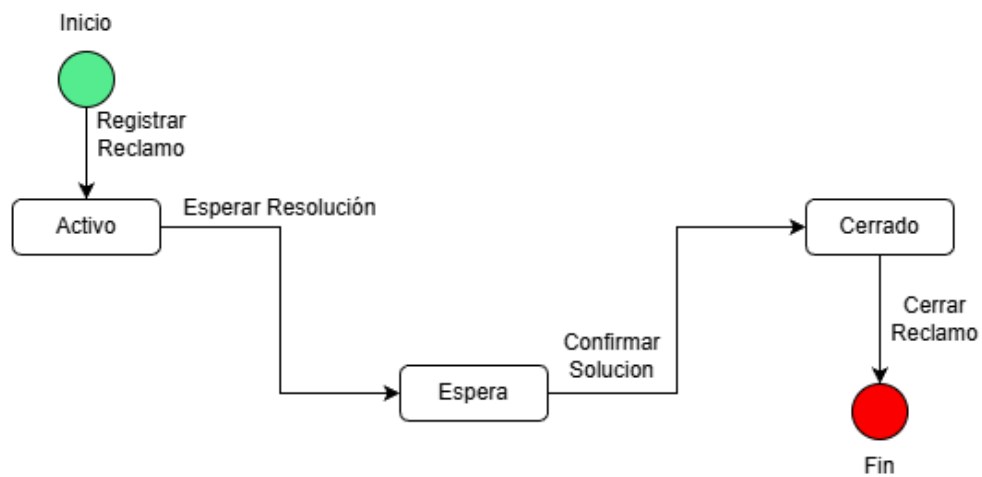 Inicio
Registrar
Reclamo
Activo
Esperar Resolución
Espera
Confirmar
Solucion
Cerrado
Cerrar
Reclamo
Fin